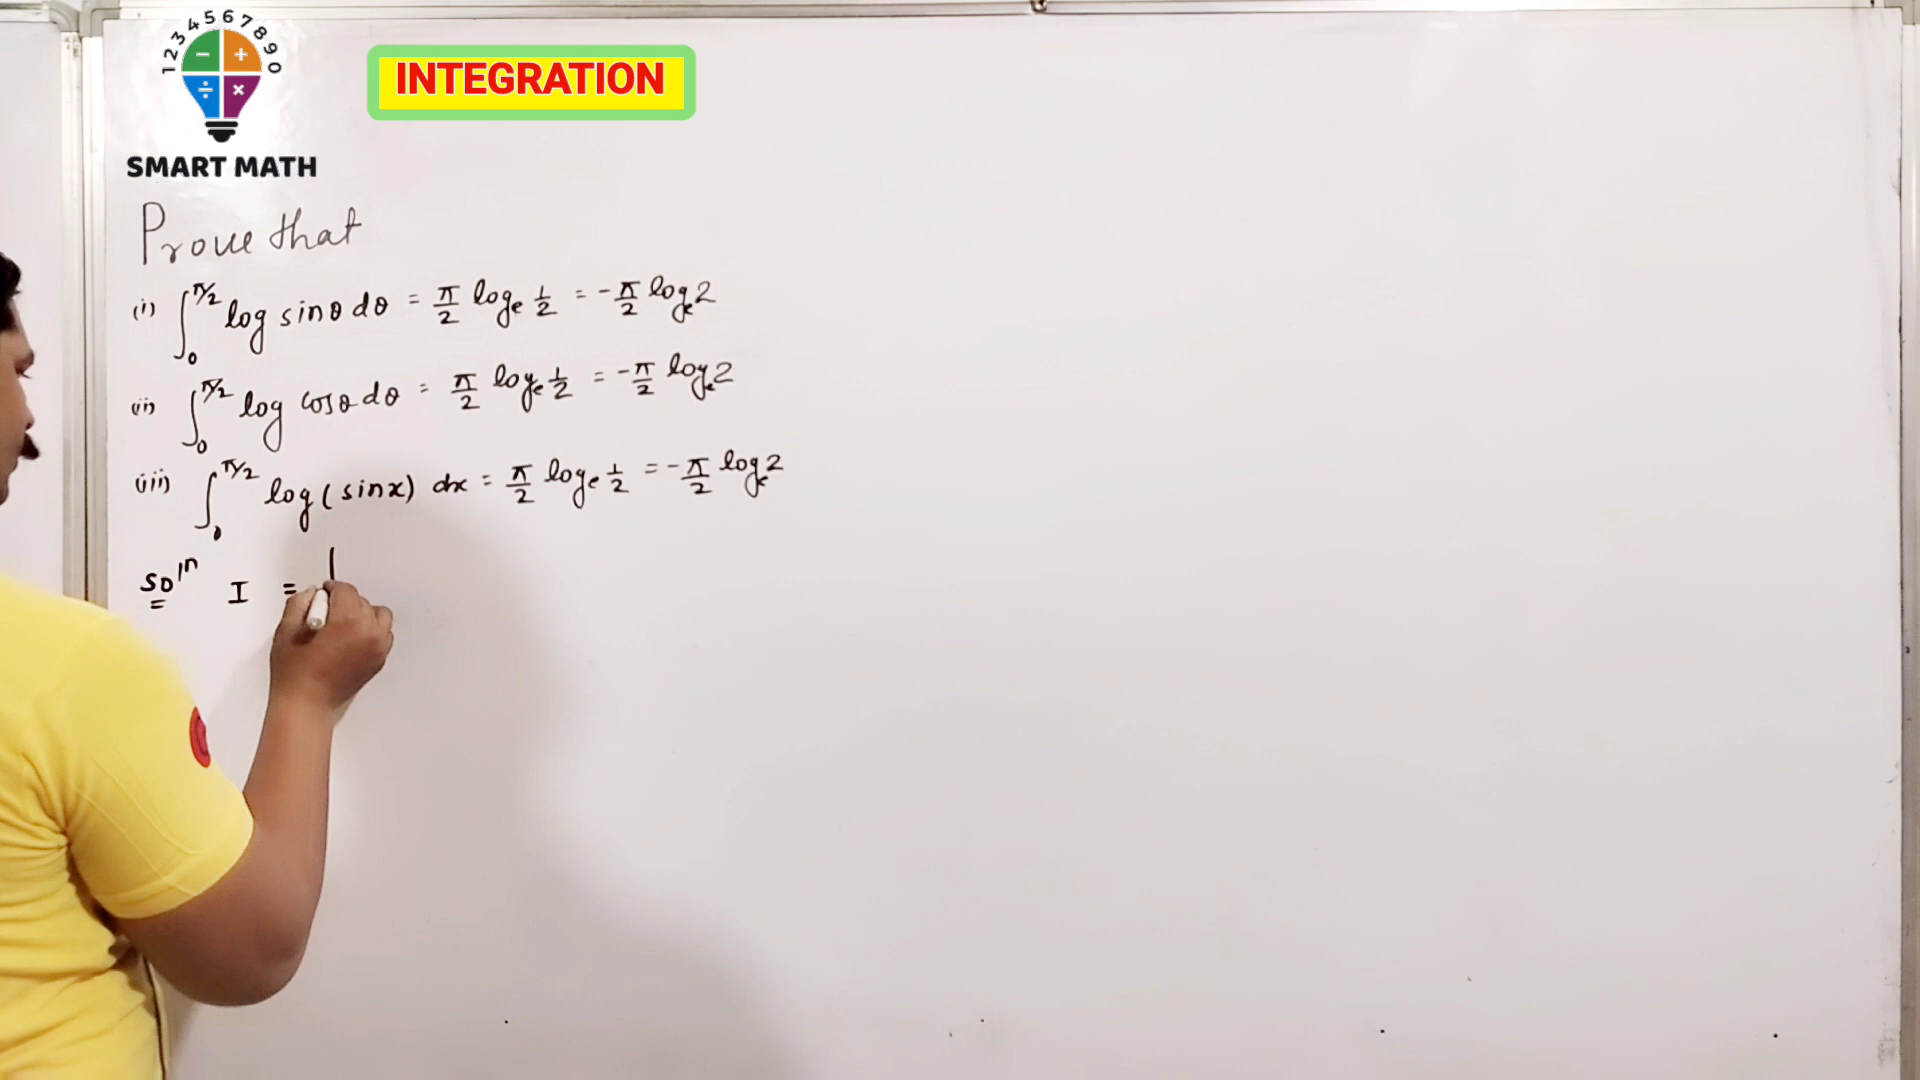 1234567890
− +
÷ ×
SMART MATH
INTEGRATION
Prove that
(i) ∫₀^π/2 log sinθ dθ = π/2 logₑ 1/2 = -π/2 logₑ2
(ii) ∫₀^π/2 log cosθ dθ = π/2 logₑ 1/2 = -π/2 logₑ2
(iii) ∫₀^π/2 log(sinx) dx = π/2 logₑ 1/2 = -π/2 logₑ2
Soln I =